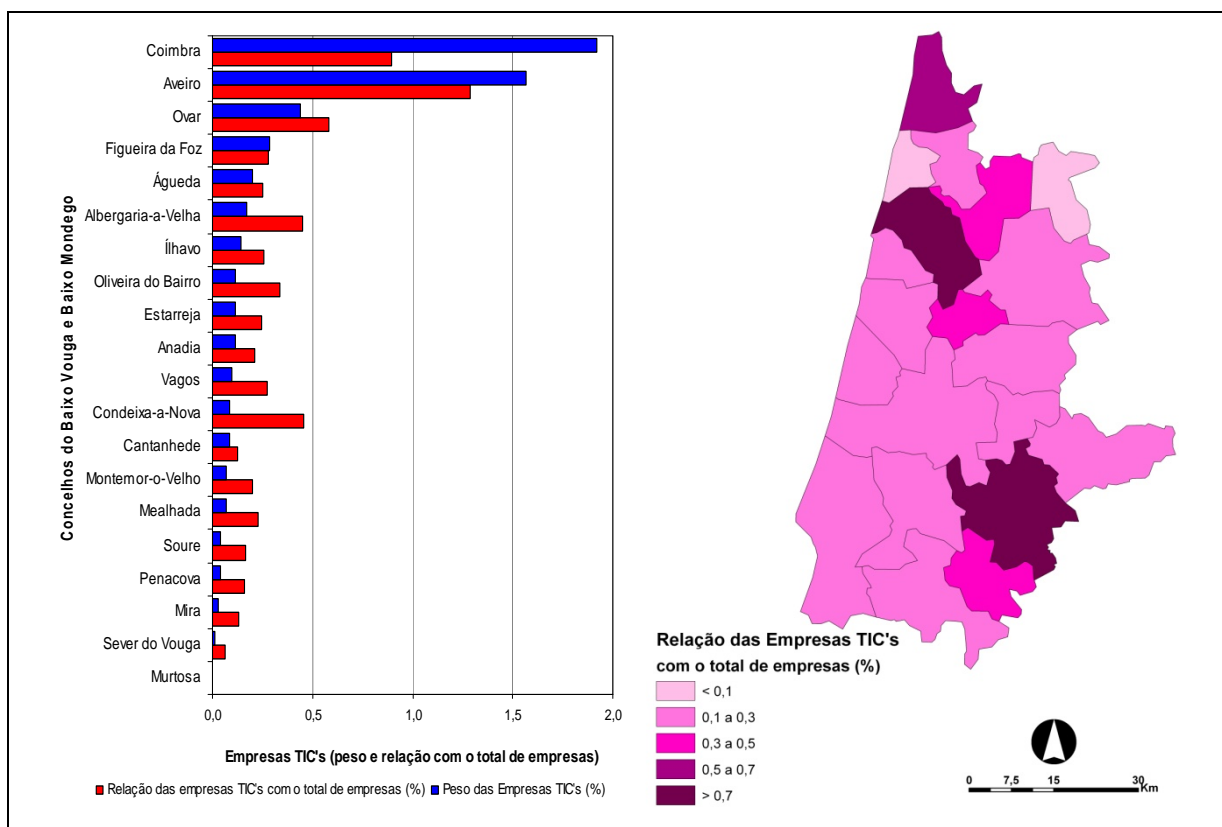 Concelhos do Baixo Vouga e Baixo Mondego
Coimbra
Aveiro
Ovar
Figueira da Foz
Águeda
Albergaria-a-Velha
Ílhavo
Oliveira do Bairro
Estarreja
Anadia
Vagos
Condeixa-a-Nova
Cantanhede
Montemor-o-Velho
Mealhada
Soure
Penacova
Mira
Sever do Vouga
Murtosa
0,0 0,5 1,0 1,5 2,0
Empresas TIC's (peso e relação com o total de empresas)
Relação das empresas TIC's com o total de empresas (%) Peso das Empresas TIC's (%)
Relação das Empresas TIC's
com o total de empresas (%)
< 0,1
0,1 a 0,3
0,3 a 0,5
0,5 a 0,7
> 0,7
0 7,5 15 30
Km